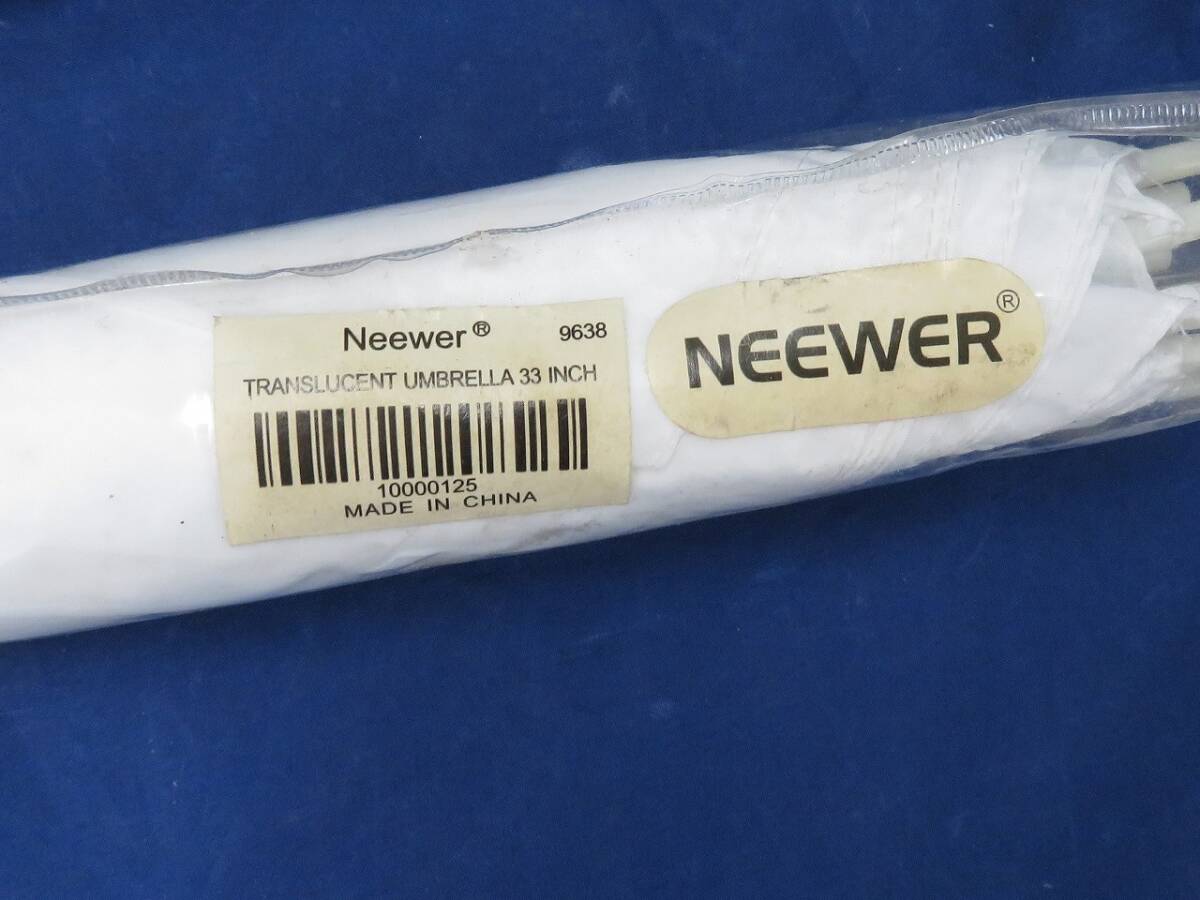 Neewer® 9638
TRANSLUCENT UMBRELLA 33 INCH
10000125
MADE IN CHINA
NEEWER®